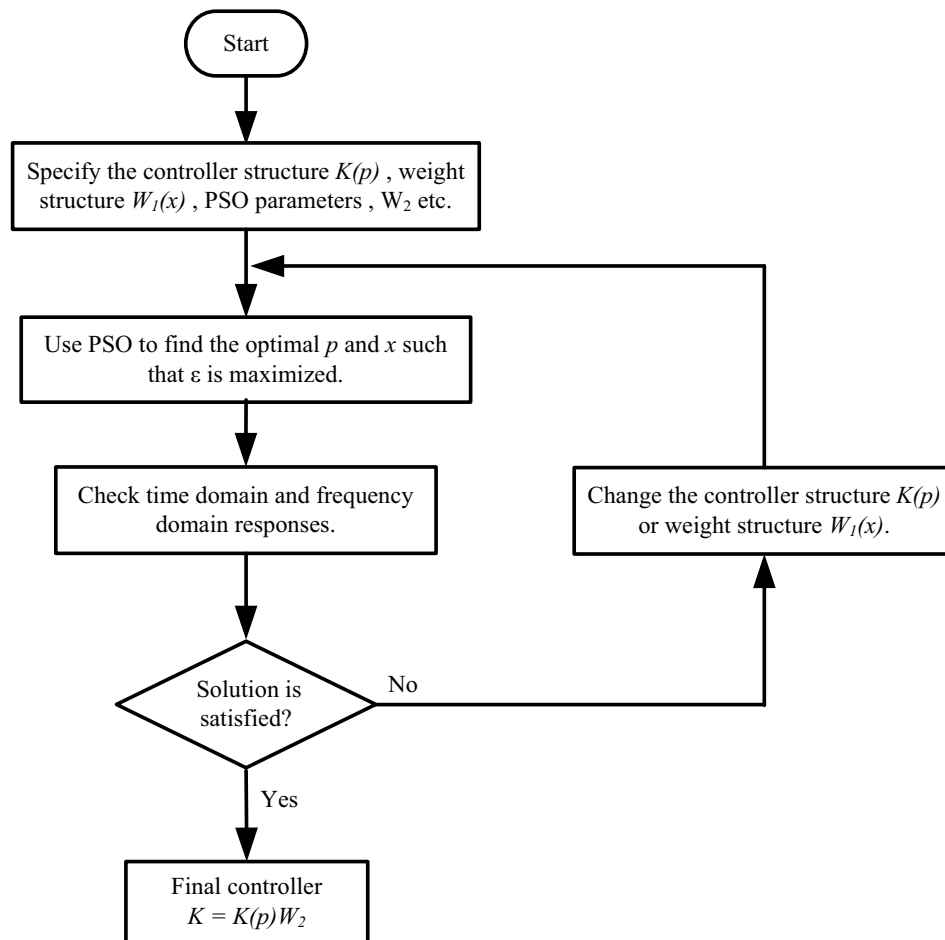 Start
Specify the controller structure K(p) , weight
structure W₁(x) , PSO parameters , W₂ etc.
Use PSO to find the optimal p and x such
that ε is maximized.
Check time domain and frequency
domain responses.
Change the controller structure K(p)
or weight structure W₁(x).
Solution is
satisfied?
No
Yes
Final controller
K = K(p)W₂